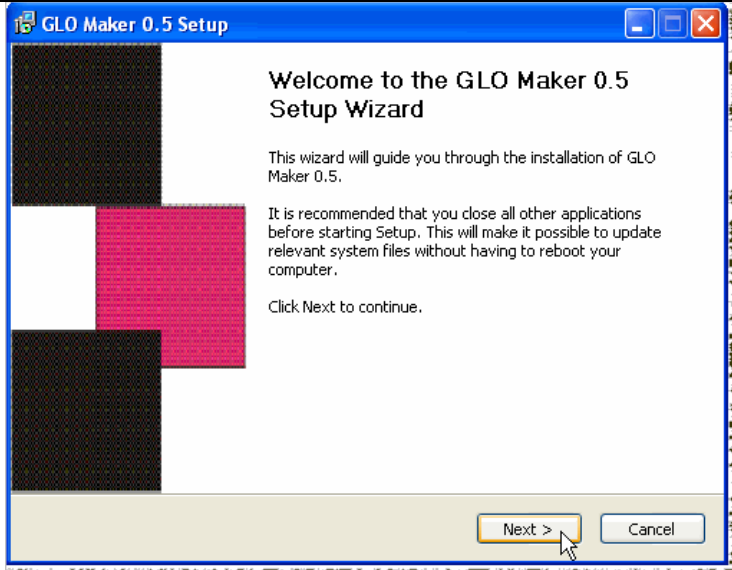 GLO Maker 0.5 Setup
Welcome to the GLO Maker 0.5
Setup Wizard
This wizard will guide you through the installation of GLO
Maker 0.5.
It is recommended that you close all other applications
before starting Setup. This will make it possible to update
relevant system files without having to reboot your
computer.
Click Next to continue.
Next >
Cancel